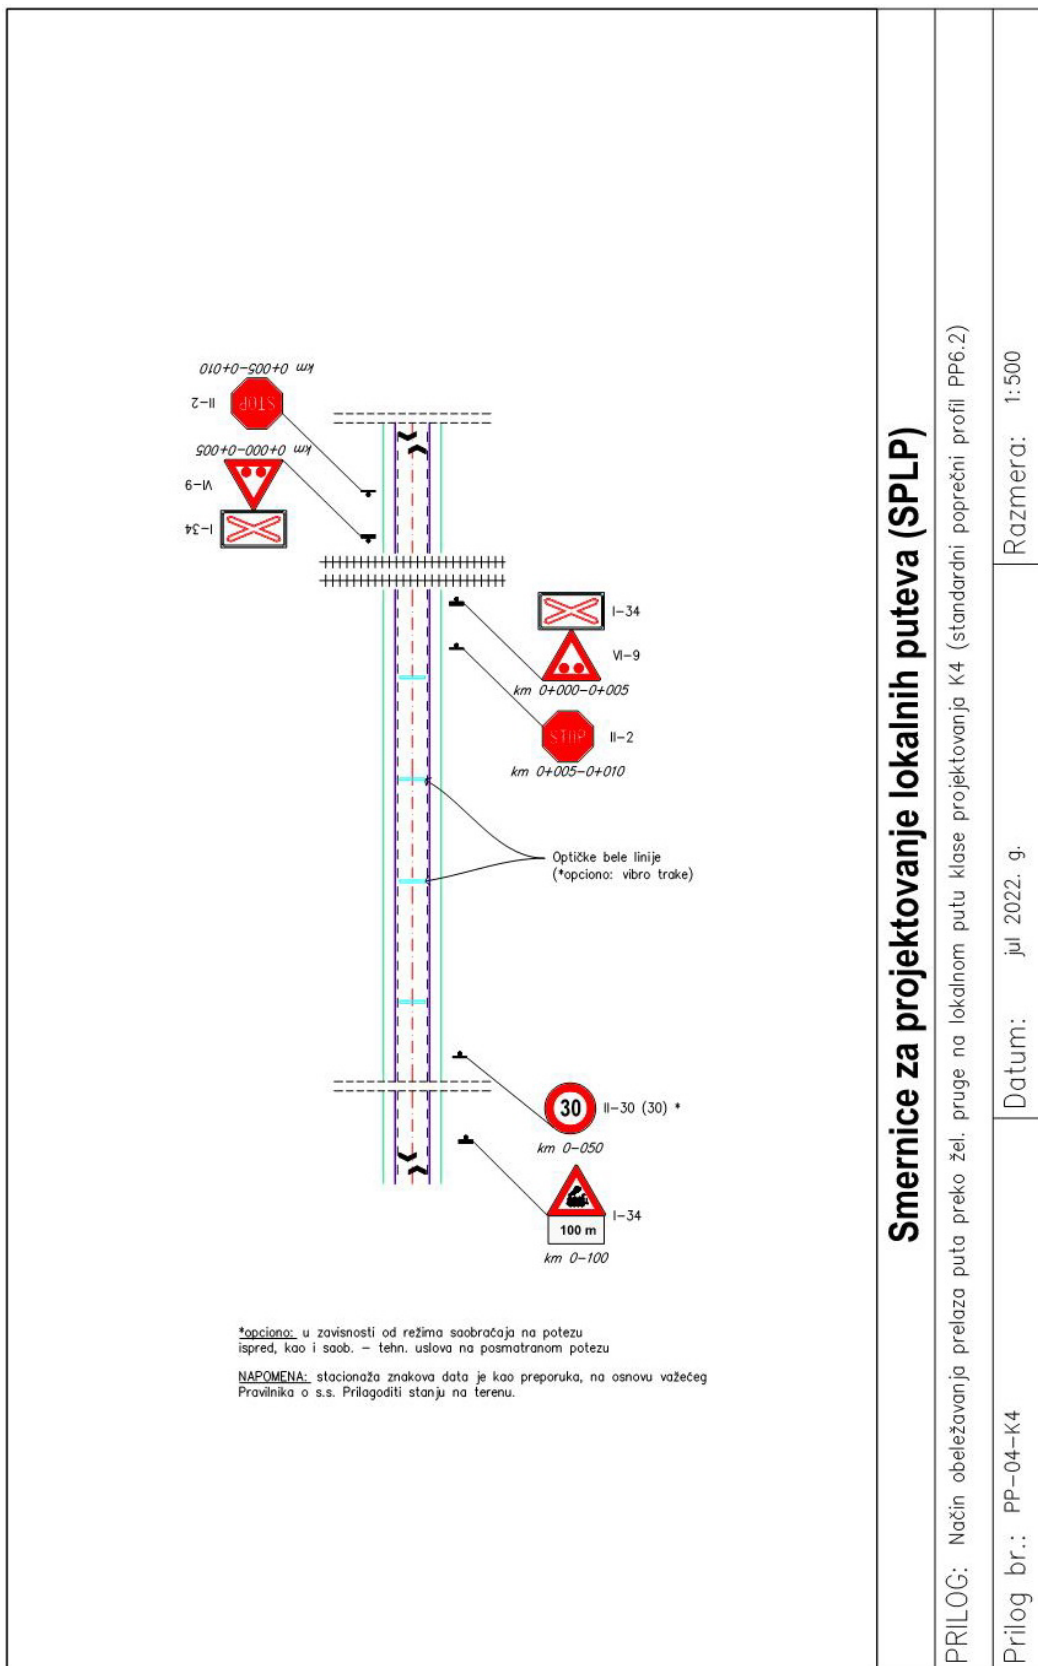 km 0+005-0+010
II-2
STOP
km 0+000-0+005
VI-9
I-34
I-34
VI-9
km 0+000-0+005
STOP
II-2
km 0+005-0+010
Optičke bele linije
(*opciono: vibro trake)
30
II-30 (30) *
km 0-050
I-34
100 m
km 0-100
*opciono: u zavisnosti od režima saobraćaja na potezu
ispred, kao i saob. – tehn. uslova na posmatranom potezu
NAPOMENA: stacionaža znakova data je kao preporuka, na osnovu važećeg
Pravilnika o s.s. Prilagoditi stanju na terenu.
Smernice za projektovanje lokalnih puteva (SPLP)
PRILOG: Način obeležavanja prelaza puta preko žel. pruge na lokalnom putu klase projektovanja K4 (standardni poprečni profil PP6.2)
Prilog br.: PP-04-K4
Datum: jul 2022. g.
Razmera: 1:500